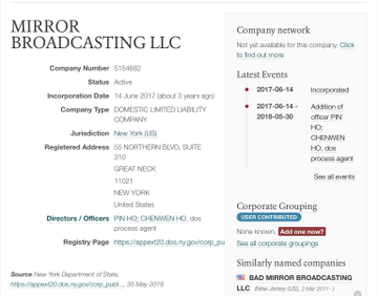 MIRROR
BROADCASTING LLC
Company Number 5154682
Status Active
Incorporation Date 14 June 2017 (about 3 years ago)
Company Type DOMESTIC LIMITED LIABILITY
COMPANY
Jurisdiction New York (US)
Registered Address 55 NORTHERN BLVD, SUITE
310
GREAT NECK
11021
NEW YORK
United States
Directors / Officers PIN HO; CHENWEN HO, dos
process agent
Registry Page https://appext20.dos.ny.gov/corp_pu
Source New York Department of State,
https://appext20.dos.ny.gov/corp_publ..., 30 May 2018
Company network
Not yet available for this company. Click
to find out more
Latest Events
2017-06-14 Incorporated
2017-06-14 - Addition of
2018-05-30 officer PIN
HO;
CHENWEN
HO, dos
process agent
See all events
Corporate Grouping
USER CONTRIBUTED
None known. Add one now?
See all corporate groupings
Similarly named companies
BAD MIRROR BROADCASTING
LLC (New Jersey (US), 2 Mar 2011- )